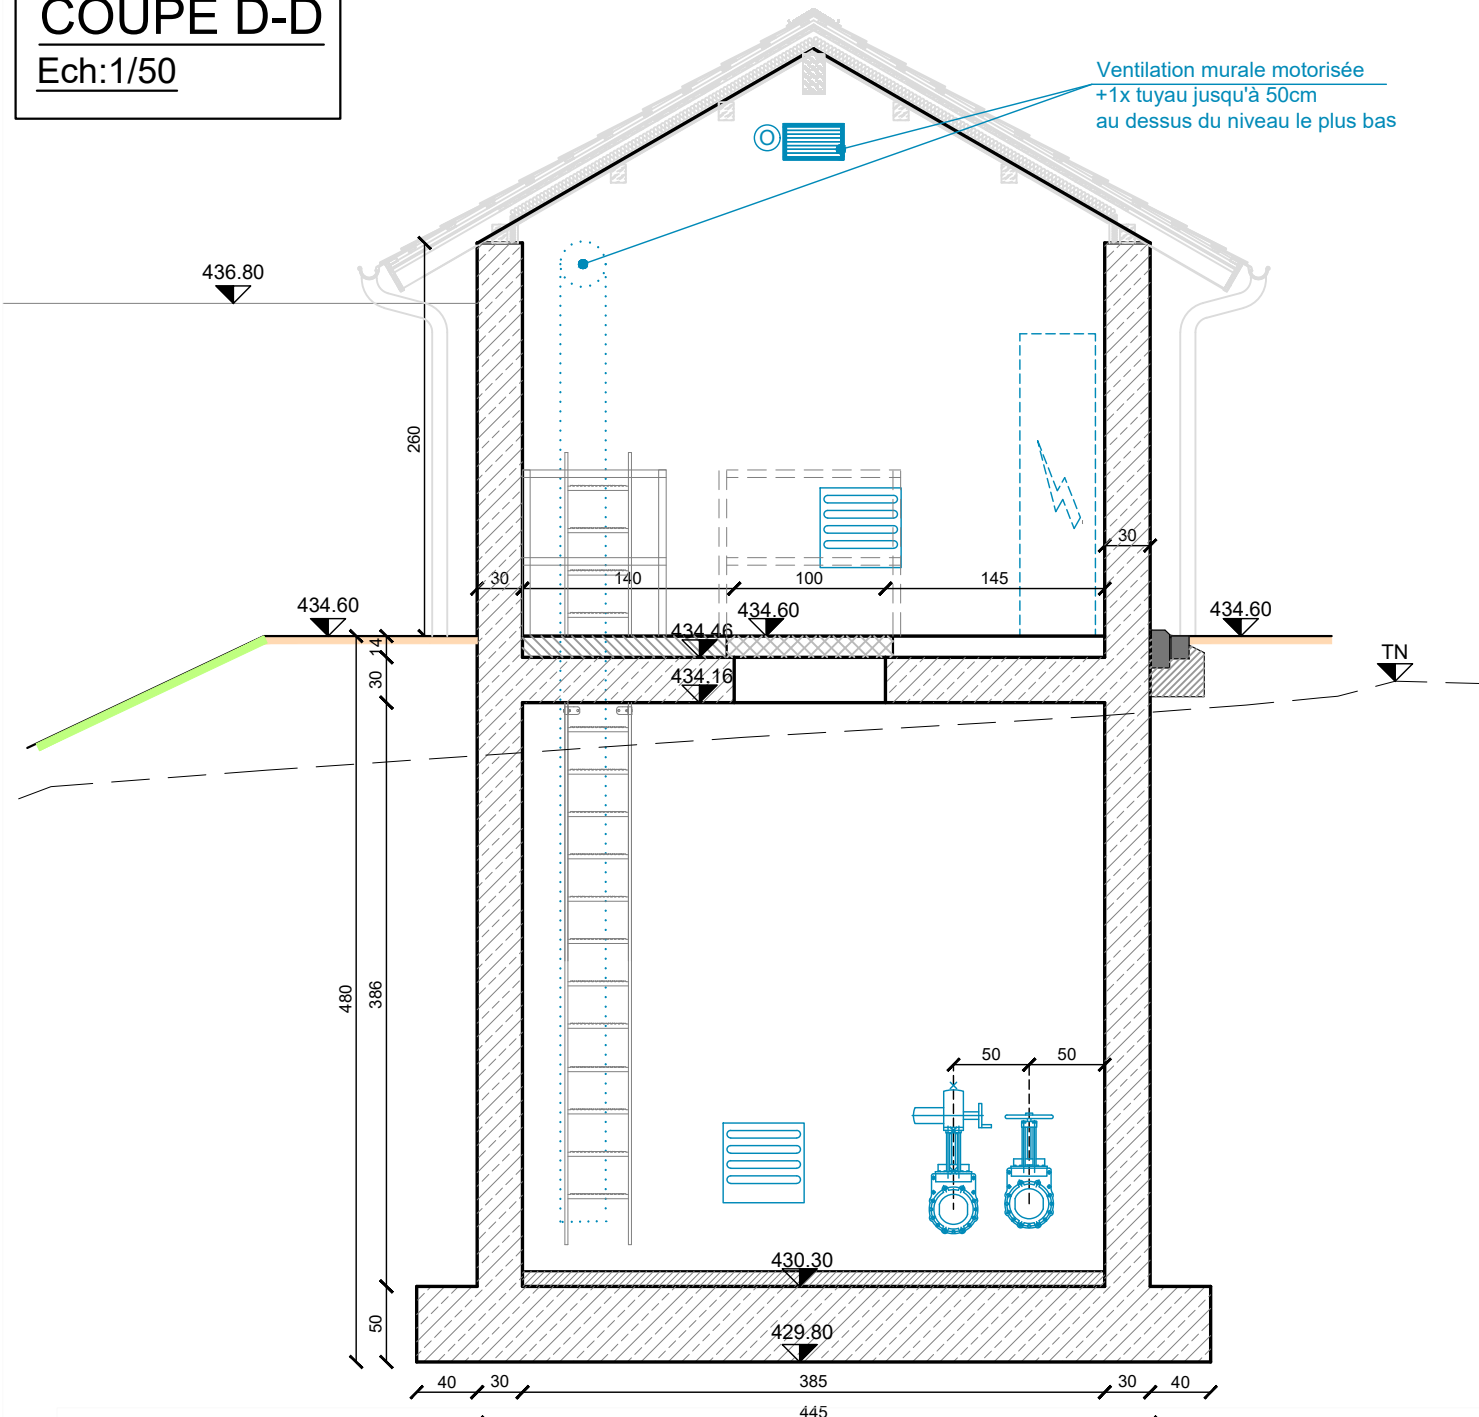 COUPE D-D
Ech:1/50
Ventilation murale motorisée
+1x tuyau jusqu'à 50cm
au dessus du niveau le plus bas
436.80
260
30
30 140 100 145
434.60 434.60 434.60
434.46
14
TN
30
434.16
480
386
50 50
430.30
50
429.80
40 30 385 30 40
445